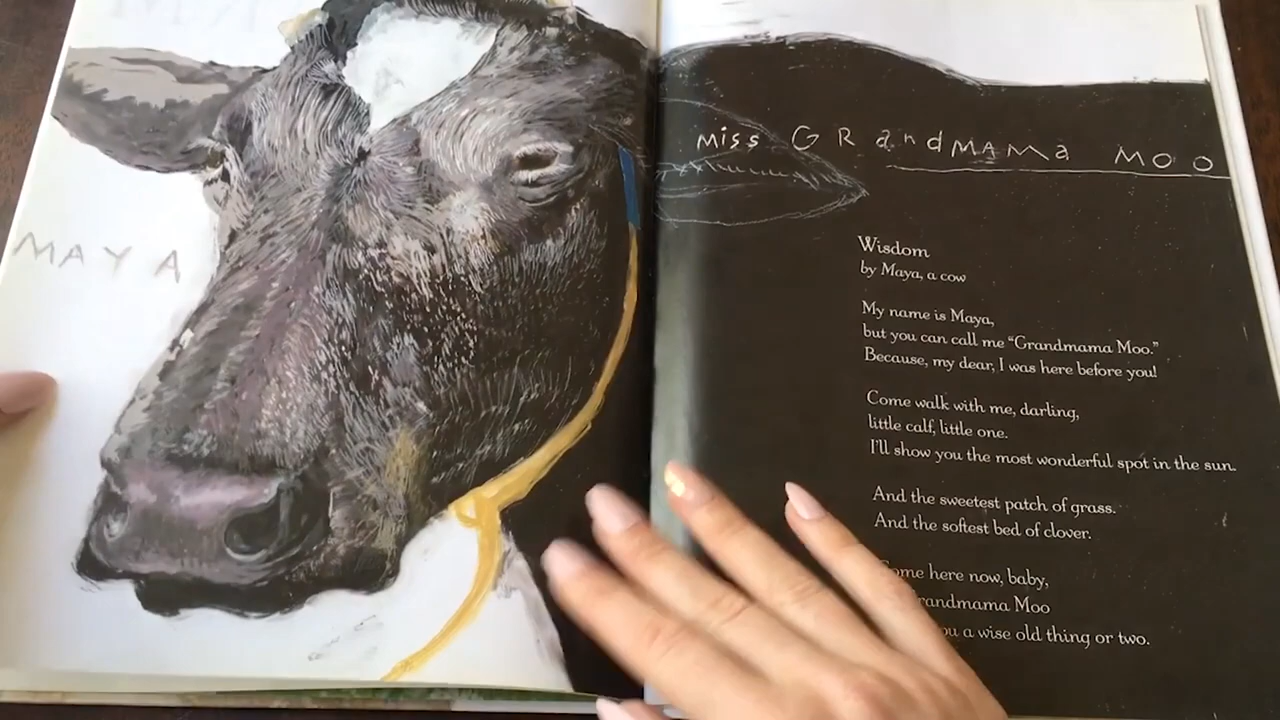 MAYA
Miss GRandMAMa MOO
Wisdom
by Maya, a cow
My name is Maya,
but you can call me “Grandmama Moo.”
Because, my dear, I was here before you!
Come walk with me, darling,
little calf, little one.
I’ll show you the most wonderful spot in the sun.
And the sweetest patch of grass.
And the softest bed of clover.
Come here now, baby,
Grandmama Moo
a wise old thing or two.